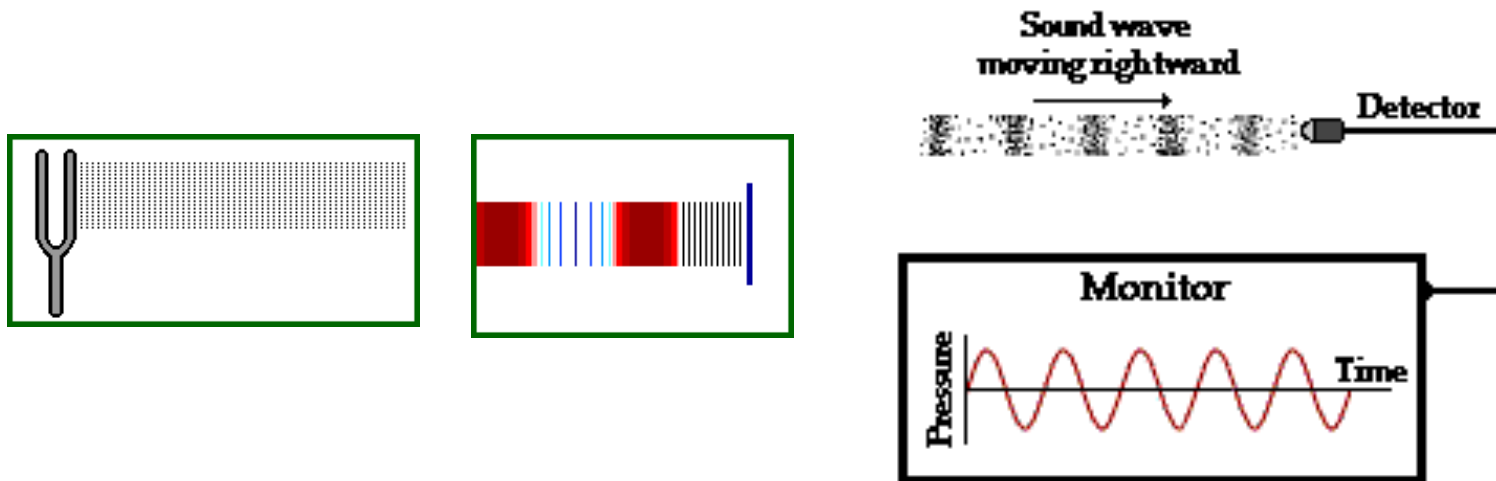 Sound wave
moving rightward
Detector
Monitor
Pressure
Time